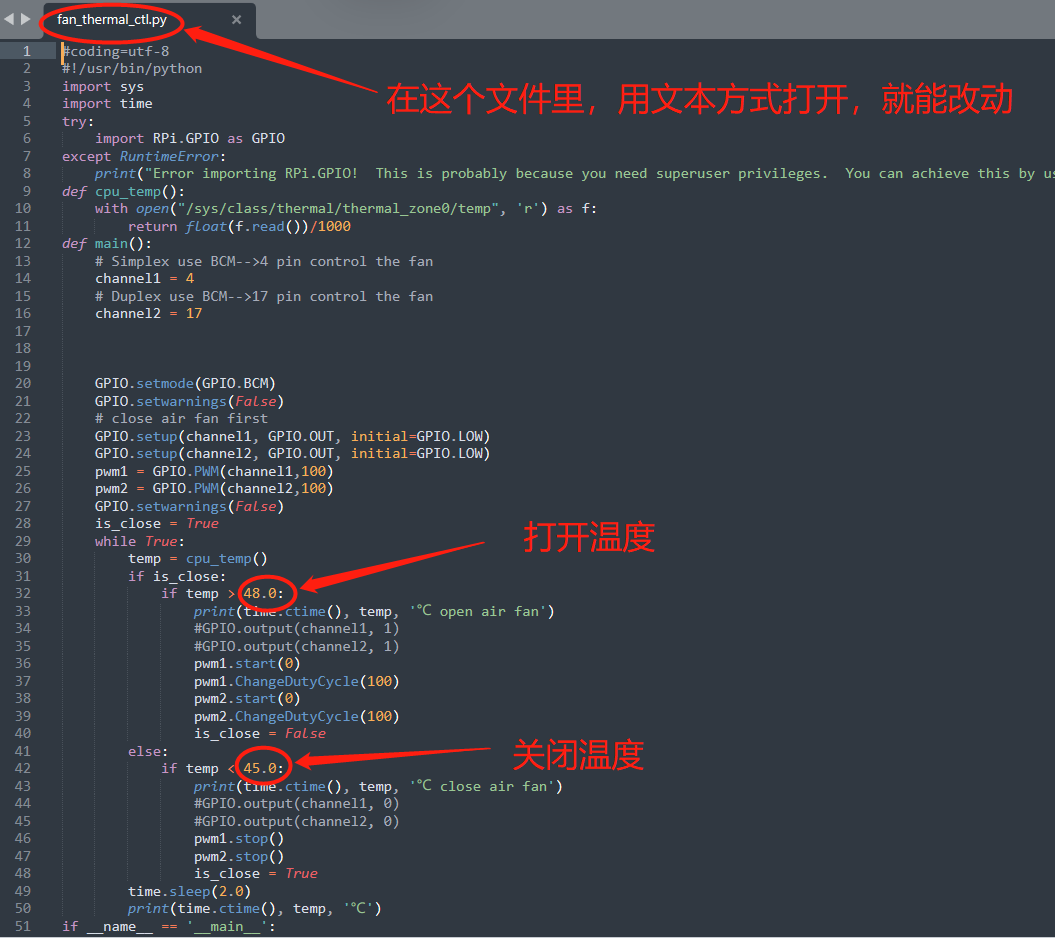 fan_thermal_ctl.py
1 #coding=utf-8
2 #!/usr/bin/python
3 import sys
在这个文件里，用文本方式打开，就能改动
4 import time
5 try:
6 import RPi.GPIO as GPIO
7 except RuntimeError:
8 print("Error importing RPi.GPIO!  This is probably because you need superuser privileges.  You can achieve this by
9 def cpu_temp():
10 with open("/sys/class/thermal/thermal_zone0/temp", 'r') as f:
11 return float(f.read())/1000
12 def main():
13 # Simplex use BCM-->4 pin control the fan
14 channel1 = 4
15 # Duplex use BCM-->17 pin control the fan
16 channel2 = 17
17
18
19
20 GPIO.setmode(GPIO.BCM)
21 GPIO.setwarnings(False)
22 # close air fan first
23 GPIO.setup(channel1, GPIO.OUT, initial=GPIO.LOW)
24 GPIO.setup(channel2, GPIO.OUT, initial=GPIO.LOW)
25 pwm1 = GPIO.PWM(channel1,100)
26 pwm2 = GPIO.PWM(channel2,100)
27 GPIO.setwarnings(False)
28 is_close = True
29 while True:
打开温度
30 temp = cpu_temp()
31 if is_close:
32 if temp > 48.0:
33 print(time.ctime(), temp, '℃ open air fan')
34 #GPIO.output(channel1, 1)
35 #GPIO.output(channel2, 1)
36 pwm1.start(0)
37 pwm1.ChangeDutyCycle(100)
38 pwm2.start(0)
39 pwm2.ChangeDutyCycle(100)
40 is_close = False
41 else:
关闭温度
42 if temp < 45.0:
43 print(time.ctime(), temp, '℃ close air fan')
44 #GPIO.output(channel1, 0)
45 #GPIO.output(channel2, 0)
46 pwm1.stop()
47 pwm2.stop()
48 is_close = True
49 time.sleep(2.0)
50 print(time.ctime(), temp, '℃')
51 if __name__ == '__main__':